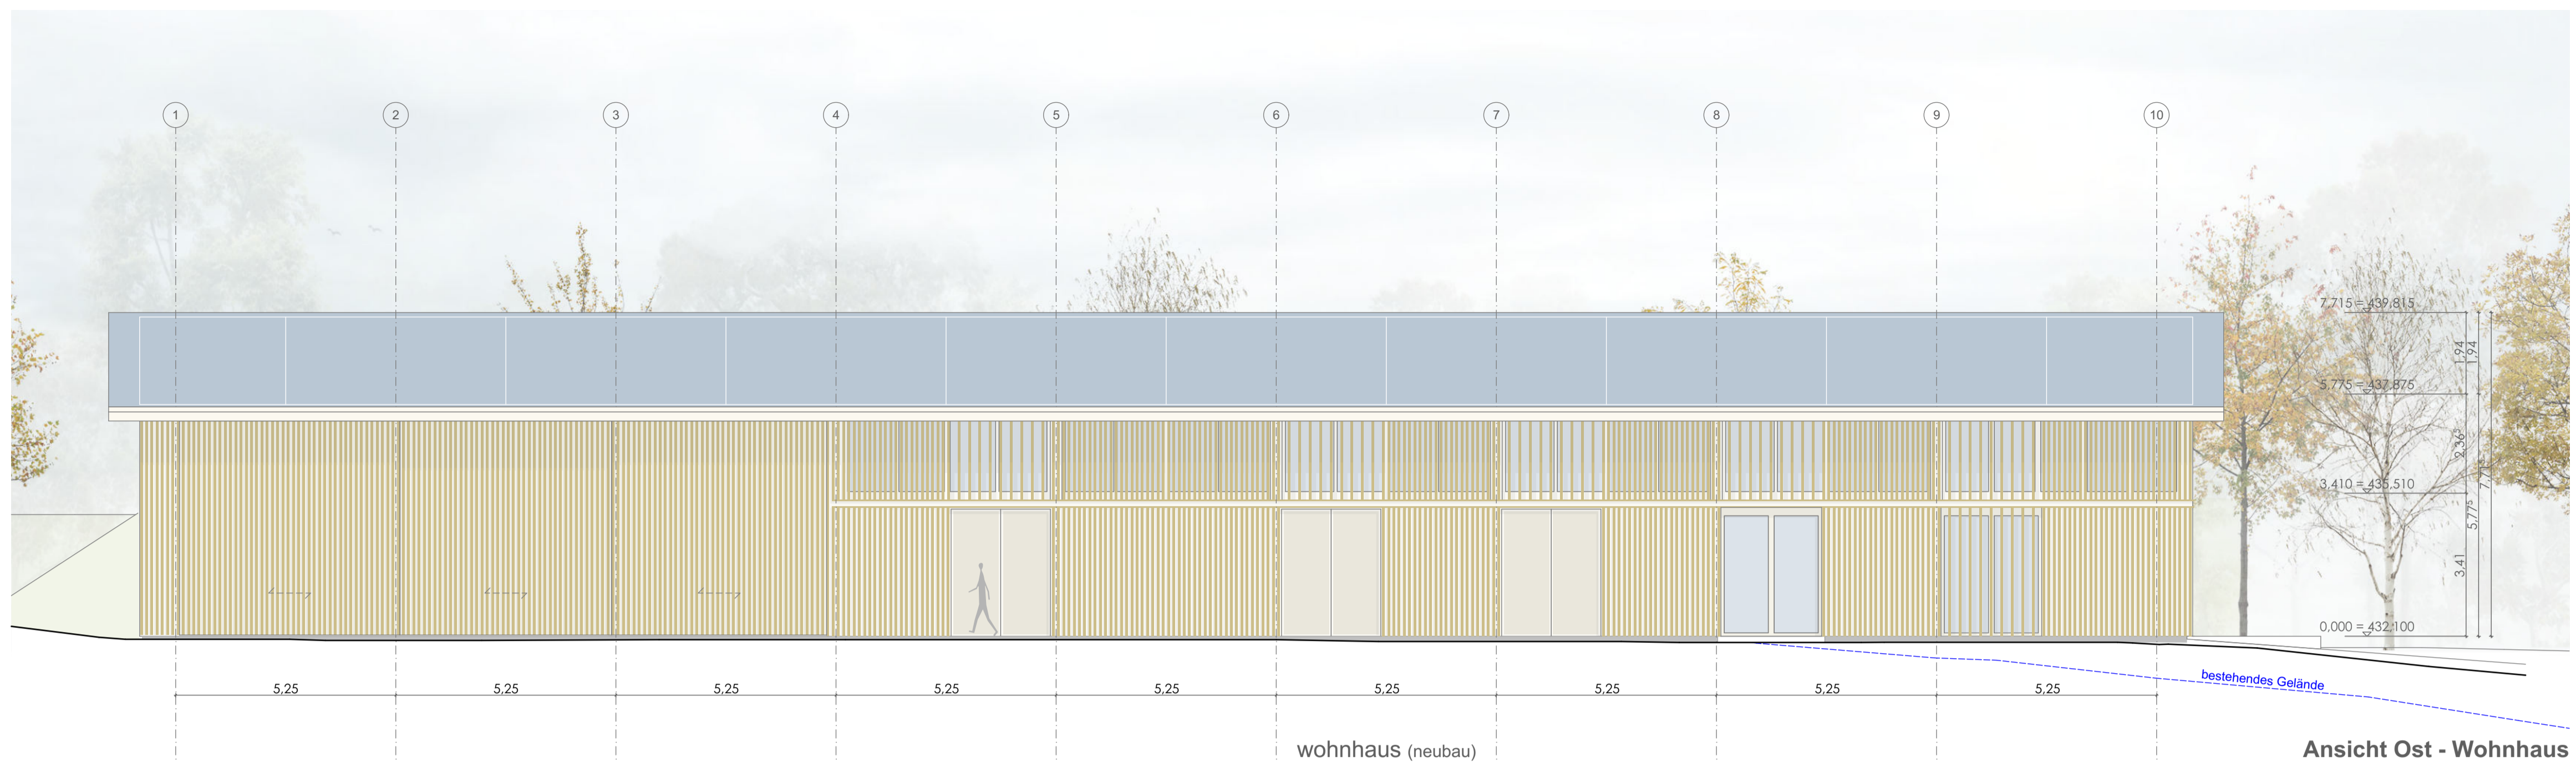 1 2 3 4 5 6 7 8 9 10
7,715 = 439,815
1,94
1,94
5,775 = 437,875
2,36⁵
7,71⁵
3,410 = 435,510
5,77⁵
3,41
0,000 = 432,100
bestehendes Gelände
5,25 5,25 5,25 5,25 5,25 5,25 5,25 5,25 5,25
wohnhaus (neubau)
Ansicht Ost - Wohnhaus